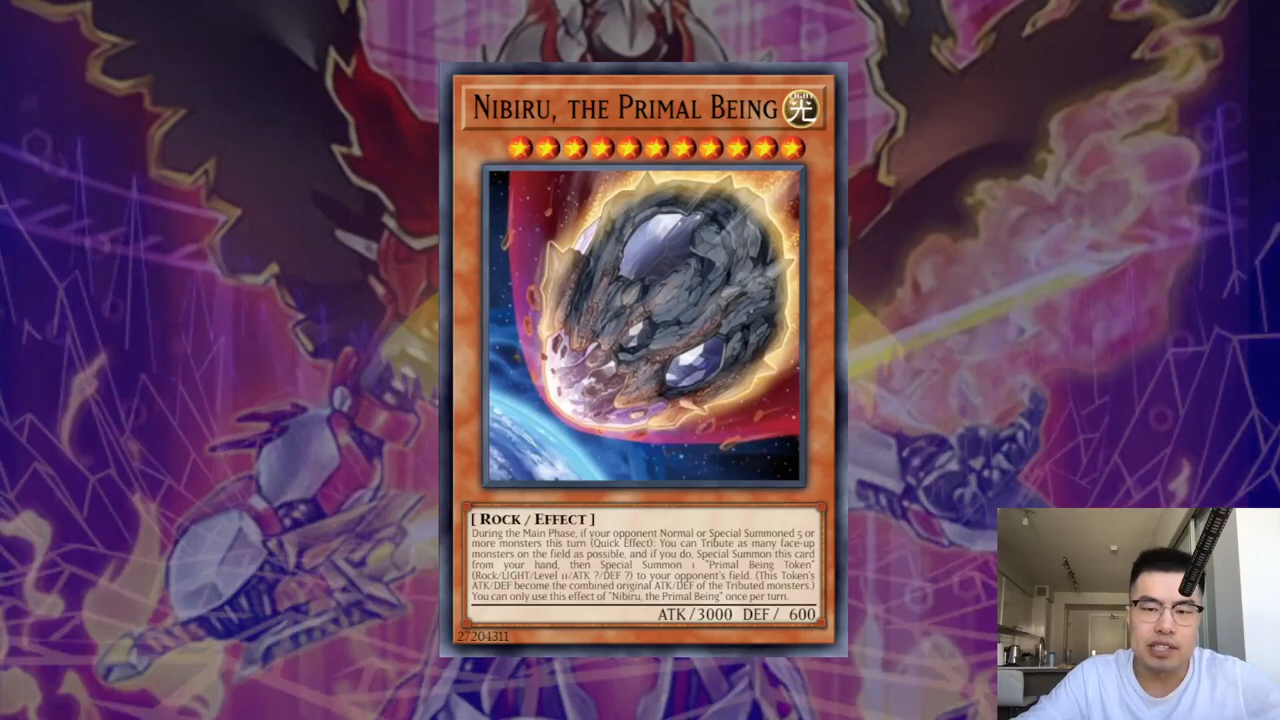 NIBIRU, THE PRIMAL BEING
LIGHT
光
[ ROCK / EFFECT ]
During the Main Phase, if your opponent Normal or Special Summoned 5 or
more monsters this turn (Quick Effect): You can Tribute as many face-up
monsters on the field as possible, and if you do, Special Summon this card
from your hand, then Special Summon 1 "Primal Being Token"
(Rock/LIGHT/Level 11/ATK ?/DEF ?) to your opponent's field. (This Token's
ATK/DEF become the combined original ATK/DEF of the Tributed monsters.)
You can only use this effect of "Nibiru, the Primal Being" once per turn.
ATK/3000 DEF/ 600
27204311